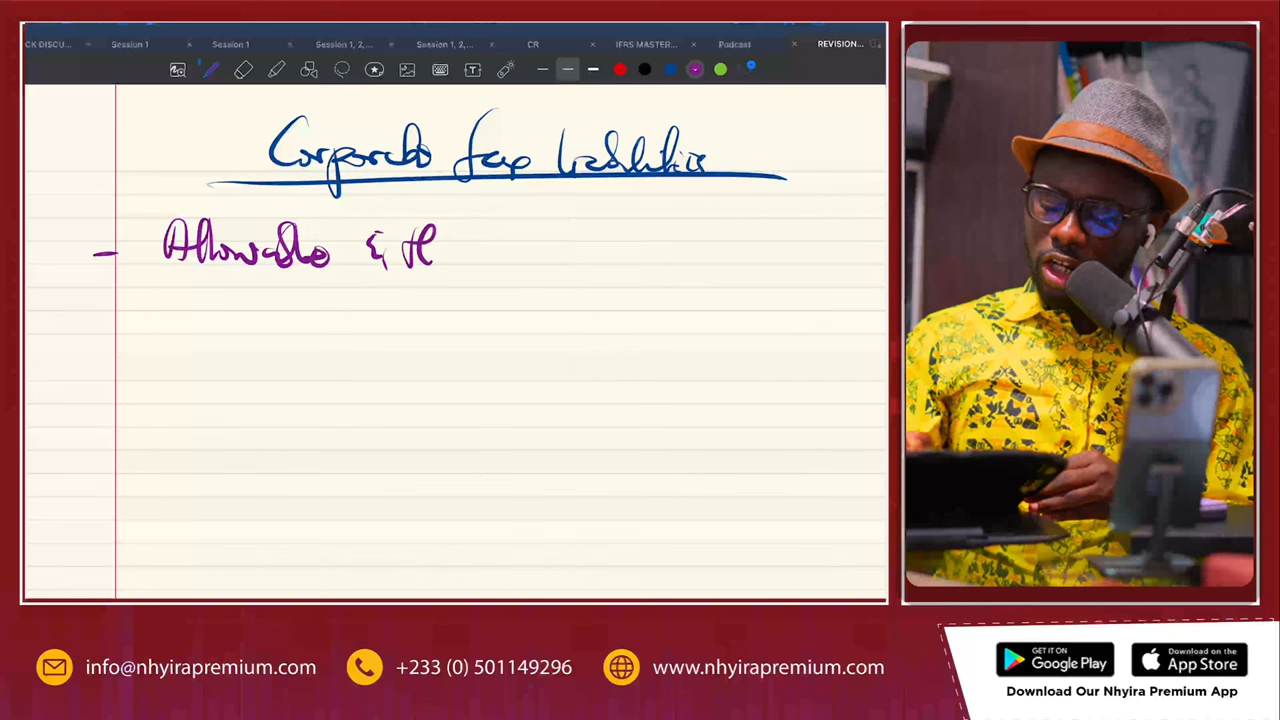 CK DISCU... Session 1 Session 1 Session 1, 2,... Session 1, 2,... CR IFRS MASTER... Podcast REVISION...
Corporate tax liabilities
- Allowable &
info@nhyirapremium.com +233 (0) 501149296 www.nhyirapremium.com
GET IT ON Google Play Download on the App Store
Download Our Nhyira Premium App